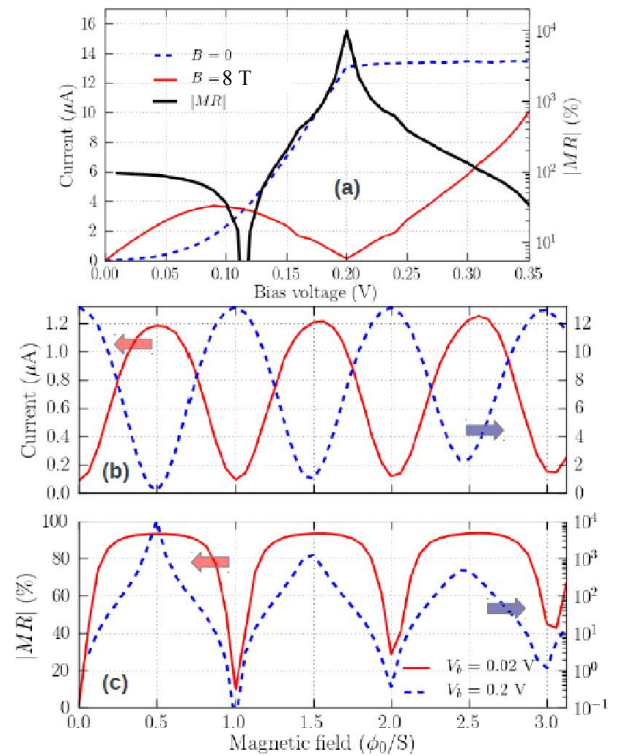 16
14
12
10
8
6
4
2
0
Current (μA)
B = 0
B = 8 T
|MR|
(a)
10⁴
10³
10²
10¹
|MR| (%)
0.00 0.05 0.10 0.15 0.20 0.25 0.30 0.35
Bias voltage (V)
1.2
1.0
0.8
0.6
0.4
0.2
0.0
Current (μA)
(b)
12
10
8
6
4
2
0
100
80
60
40
20
0
|MR| (%)
(c)
V_b = 0.02 V
V_b = 0.2 V
10⁴
10³
10²
10¹
10⁰
10⁻¹
0.0 0.5 1.0 1.5 2.0 2.5 3.0
Magnetic field (ϕ₀/S)